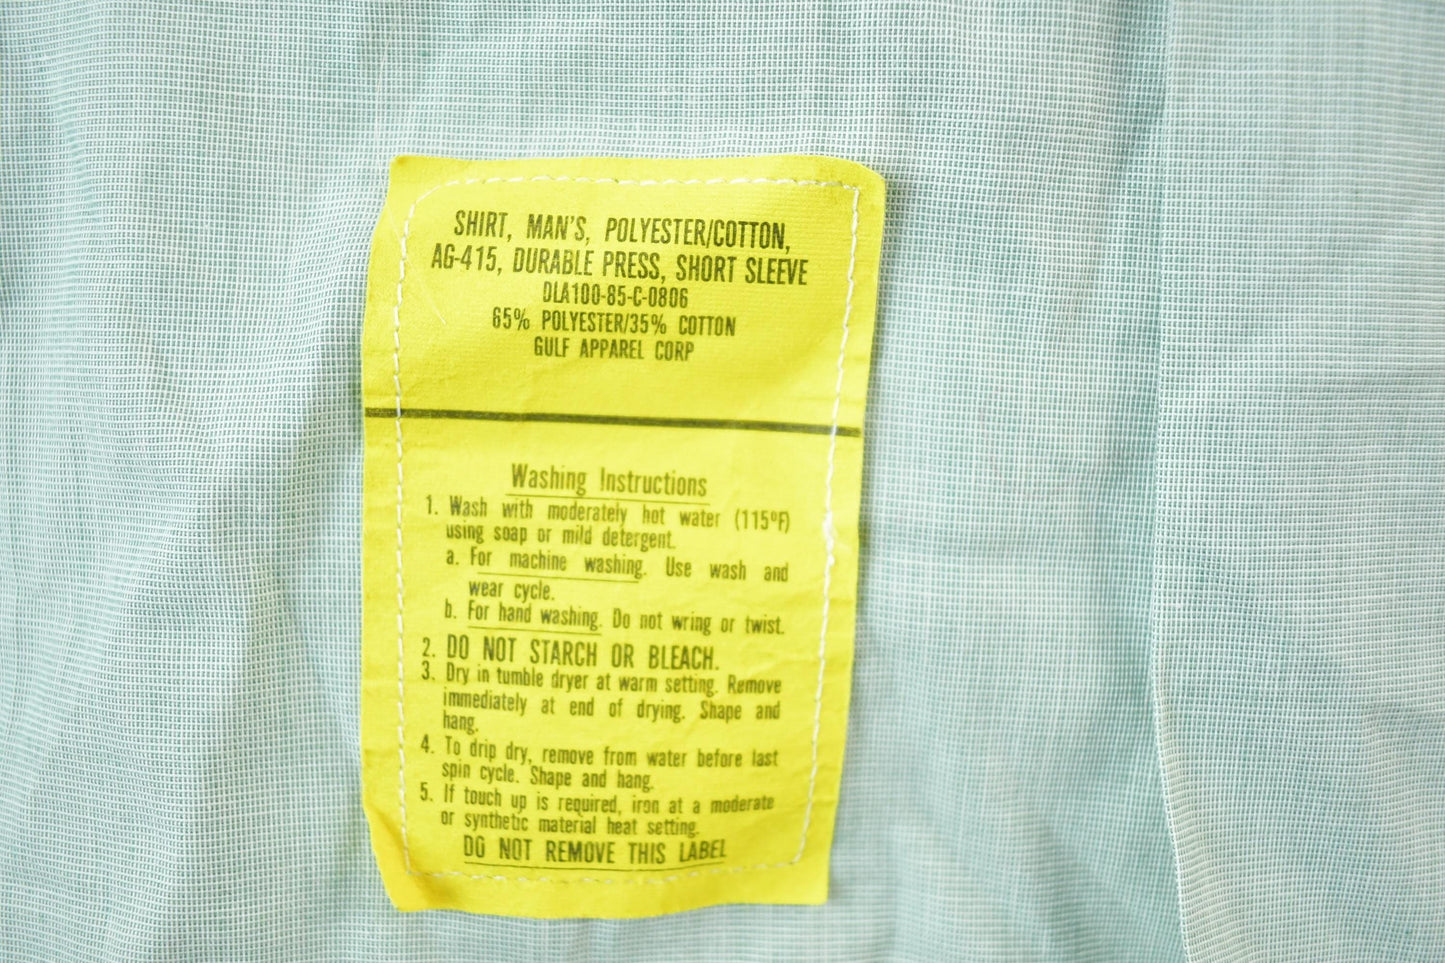 SHIRT, MAN'S, POLYESTER/COTTON,
AG-415, DURABLE PRESS, SHORT SLEEVE
DLA100-85-C-0806
65% POLYESTER/35% COTTON
GULF APPAREL CORP
Washing Instructions
1. Wash with moderately hot water (115ºF)
using soap or mild detergent.
a. For machine washing. Use wash and
wear cycle.
b. For hand washing. Do not wring or twist.
2. DO NOT STARCH OR BLEACH.
3. Dry in tumble dryer at warm setting. Remove
immediately at end of drying. Shape and
hang.
4. To drip dry, remove from water before last
spin cycle. Shape and hang.
5. If touch up is required, iron at a moderate
or synthetic material heat setting.
DO NOT REMOVE THIS LABEL